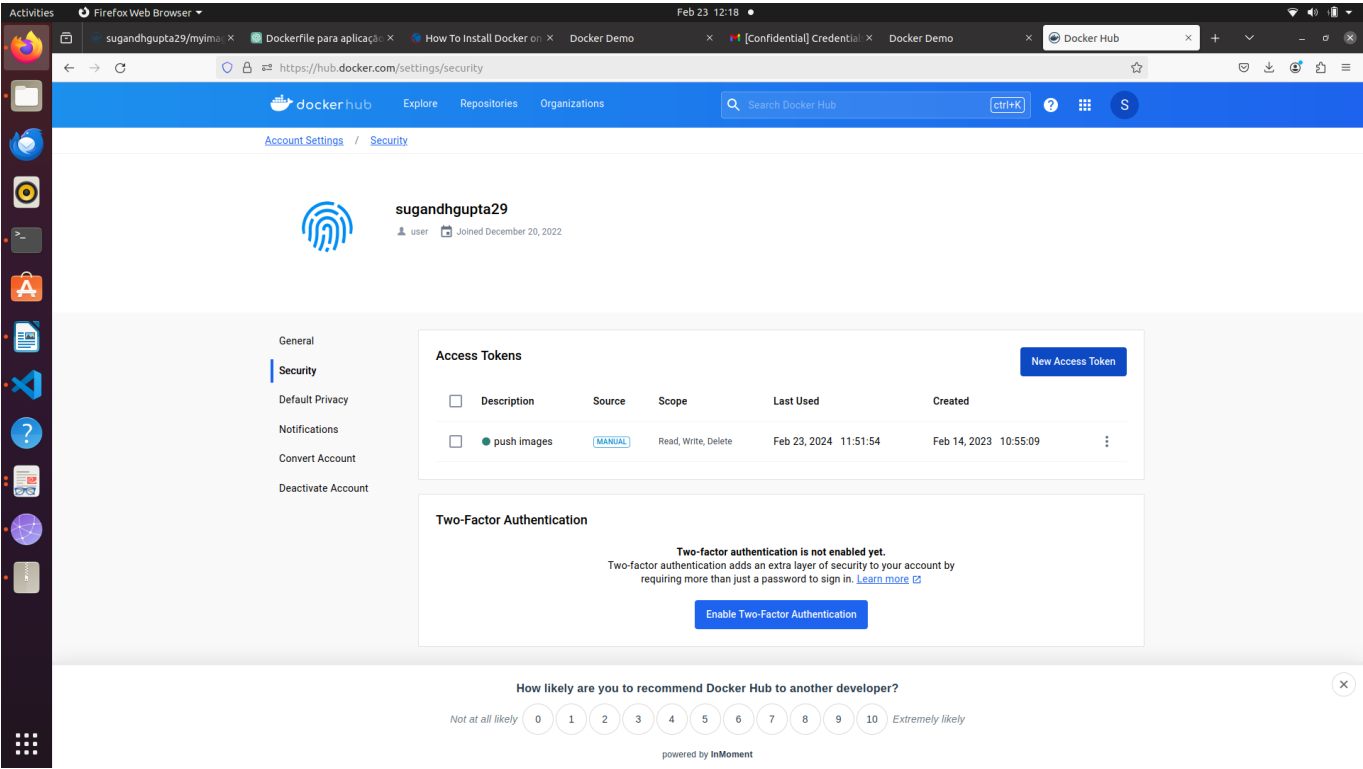 Activities Firefox Web Browser Feb 23 12:18
sugandhgupta29/myima Dockerfile para aplicação How To Install Docker on Docker Demo [Confidential] Credential Docker Demo Docker Hub
https://hub.docker.com/settings/security
dockerhub Explore Repositories Organizations Search Docker Hub ctrl+K ? S
Account Settings / Security
sugandhgupta29
user Joined December 20, 2022
General
Security
Default Privacy
Notifications
Convert Account
Deactivate Account
Access Tokens New Access Token
Description Source Scope Last Used Created
push images MANUAL Read, Write, Delete Feb 23, 2024 11:51:54 Feb 14, 2023 10:55:09
Two-Factor Authentication
Two-factor authentication is not enabled yet.
Two-factor authentication adds an extra layer of security to your account by
requiring more than just a password to sign in. Learn more
Enable Two-Factor Authentication
How likely are you to recommend Docker Hub to another developer?
Not at all likely 0 1 2 3 4 5 6 7 8 9 10 Extremely likely
powered by InMoment